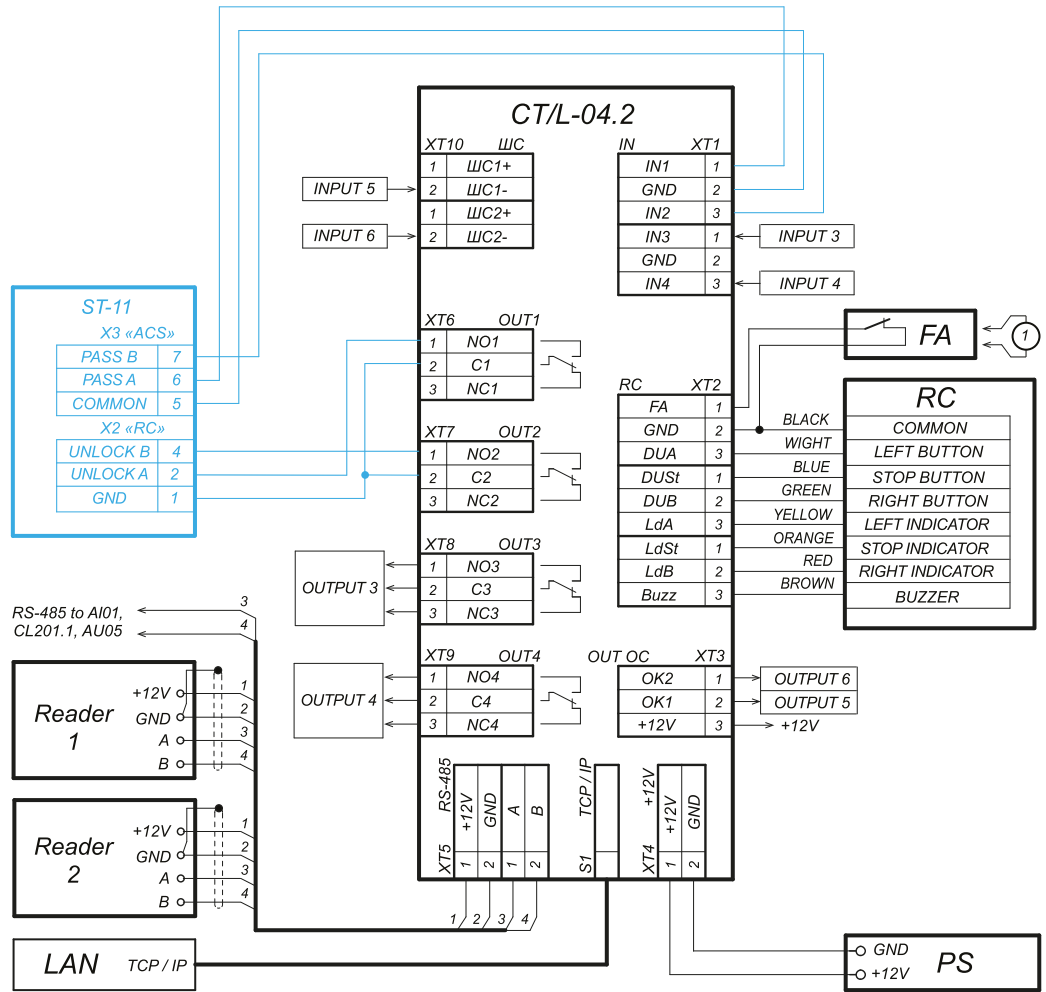 CT/L-04.2
XT10 ШС
1 ШС1+
2 ШС1-
1 ШС2+
2 ШС2-
INPUT 5
INPUT 6
IN XT1
IN1 1
GND 2
IN2 3
IN3 1
GND 2
IN4 3
INPUT 3
INPUT 4
ST-11
X3 «ACS»
PASS B 7
PASS A 6
COMMON 5
X2 «RC»
UNLOCK B 4
UNLOCK A 2
GND 1
XT6 OUT1
1 NO1
2 C1
3 NC1
XT7 OUT2
1 NO2
2 C2
3 NC2
XT8 OUT3
1 NO3
2 C3
3 NC3
OUTPUT 3
XT9 OUT4
1 NO4
2 C4
3 NC4
OUTPUT 4
FA
1
RC XT2
FA 1
GND 2
DUA 3
DUSt 1
DUB 2
LdA 3
LdSt 1
LdB 2
Buzz 3
BLACK
WIGHT
BLUE
GREEN
YELLOW
ORANGE
RED
BROWN
RC
COMMON
LEFT BUTTON
STOP BUTTON
RIGHT BUTTON
LEFT INDICATOR
STOP INDICATOR
RIGHT INDICATOR
BUZZER
OUT OC XT3
OK2 1
OK1 2
+12V 3
OUTPUT 6
OUTPUT 5
+12V
RS-485 to AI01,
CL201.1, AU05
3
4
Reader
1
+12V
GND
A
B
1
2
3
4
Reader
2
+12V
GND
A
B
1
2
3
4
XT5 RS-485
1 +12V
2 GND
1 A
2 B
1 2 3 4
S1 TCP / IP
XT4 +12V
1 +12V
2 GND
LAN TCP / IP
GND
+12V
PS